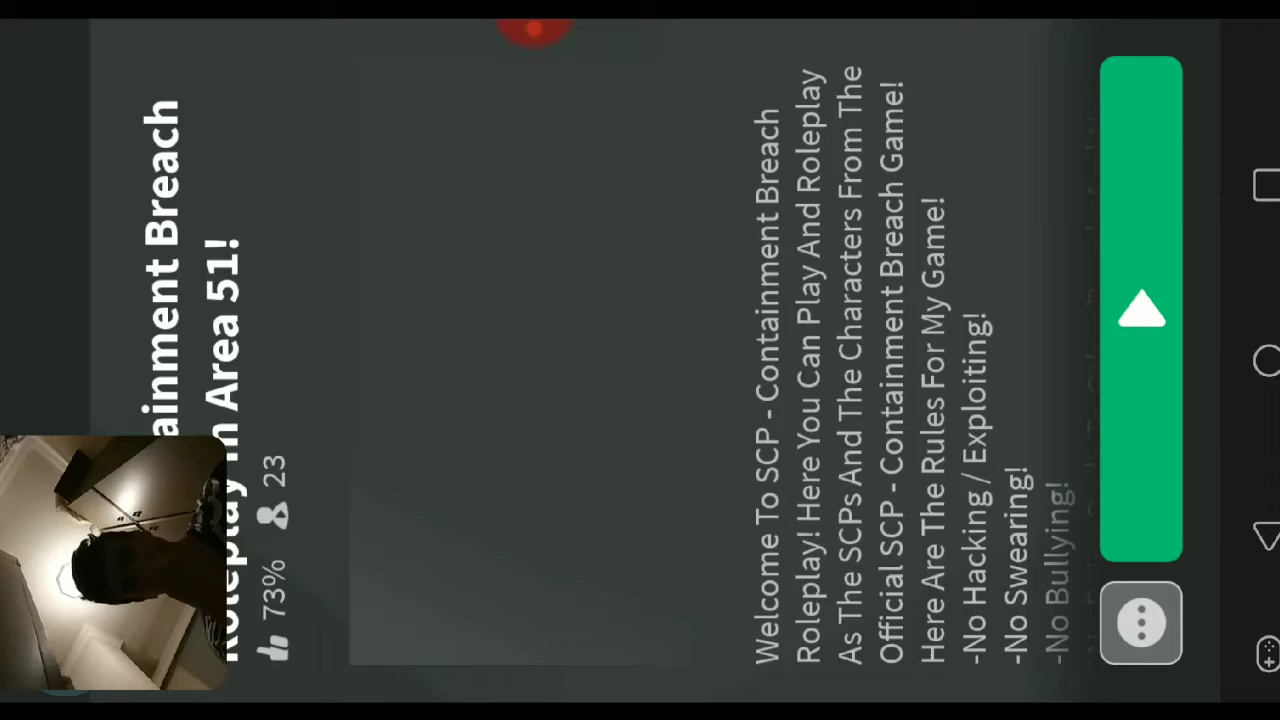 ainment Breach
Roleplay In Area 51!
73% 23
Welcome To SCP - Containment Breach
Roleplay! Here You Can Play And Roleplay
As The SCPs And The Characters From The
Official SCP - Containment Breach Game!
Here Are The Rules For My Game!
-No Hacking / Exploiting!
-No Swearing!
-No Bullying!